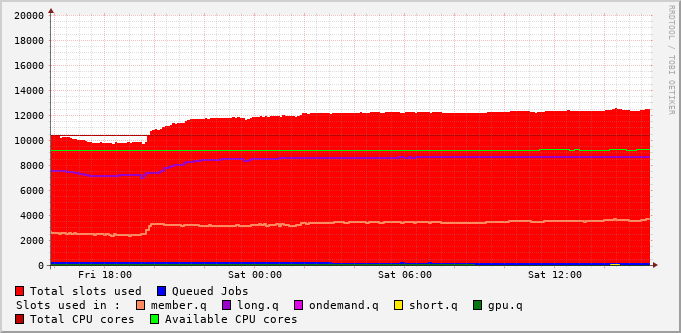 20000
18000
16000
14000
12000
10000
8000
6000
4000
2000
0
Fri 18:00 Sat 00:00 Sat 06:00 Sat 12:00
RRDTOOL / TOBI OETIKER
Total slots used Queued Jobs
Slots used in : member.q long.q ondemand.q short.q gpu.q
Total CPU cores Available CPU cores